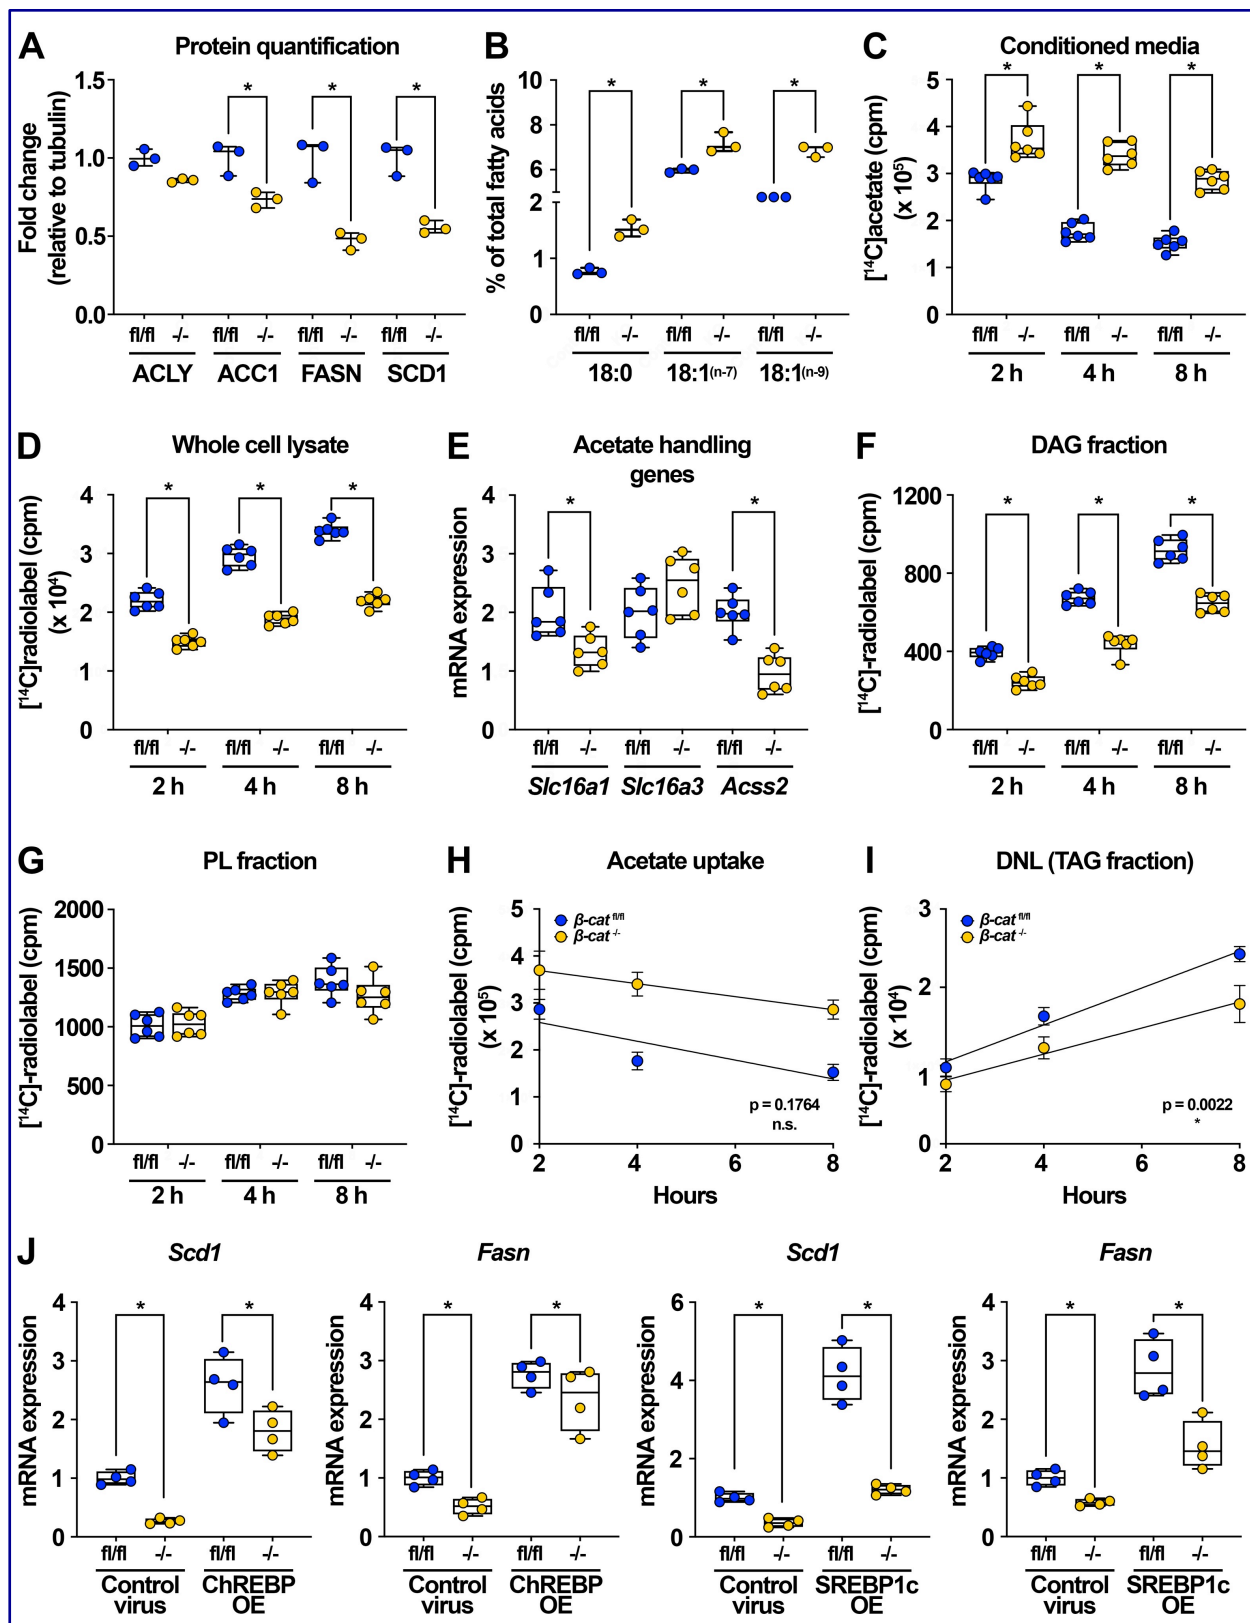 A Protein quantification
Fold change
(relative to tubulin)
1.5
1.0
0.5
0.0
* * *
fl/fl -/- fl/fl -/- fl/fl -/- fl/fl -/-
ACLY ACC1 FASN SCD1
B
% of total fatty acids
10
8
6
2
1
0
* * *
fl/fl -/- fl/fl -/- fl/fl -/-
18:0 18:1(n-7) 18:1(n-9)
C Conditioned media
[14C]acetate (cpm)
(x 10⁵)
5
4
3
2
1
0
* * *
fl/fl -/- fl/fl -/- fl/fl -/-
2 h 4 h 8 h
D Whole cell lysate
[14C]radiolabel (cpm)
(x 10⁴)
4
3
2
1
0
* * *
fl/fl -/- fl/fl -/- fl/fl -/-
2 h 4 h 8 h
E Acetate handling
genes
mRNA expression
4
3
2
1
0
* *
fl/fl -/- fl/fl -/- fl/fl -/-
Slc16a1 Slc16a3 Acss2
F DAG fraction
[14C]-radiolabel (cpm)
1200
800
400
0
* * *
fl/fl -/- fl/fl -/- fl/fl -/-
2 h 4 h 8 h
G PL fraction
[14C]-radiolabel (cpm)
2000
1500
1000
500
0
fl/fl -/- fl/fl -/- fl/fl -/-
2 h 4 h 8 h
H Acetate uptake
[14C]-radiolabel (cpm)
(x 10⁵)
5
4
3
2
1
0
β-cat fl/fl
β-cat -/-
p = 0.1764
n.s.
2 4 6 8
Hours
I DNL (TAG fraction)
[14C]-radiolabel (cpm)
(x 10⁴)
3
2
1
0
β-cat fl/fl
β-cat -/-
p = 0.0022
*
2 4 6 8
Hours
J Scd1
mRNA expression
4
3
2
1
0
* *
fl/fl -/- fl/fl -/-
Control ChREBP
virus OE
Fasn
mRNA expression
4
3
2
1
0
* *
fl/fl -/- fl/fl -/-
Control ChREBP
virus OE
Scd1
mRNA expression
6
4
2
0
* *
fl/fl -/- fl/fl -/-
Control SREBP1c
virus OE
Fasn
mRNA expression
4
3
2
1
0
* *
fl/fl -/- fl/fl -/-
Control SREBP1c
virus OE